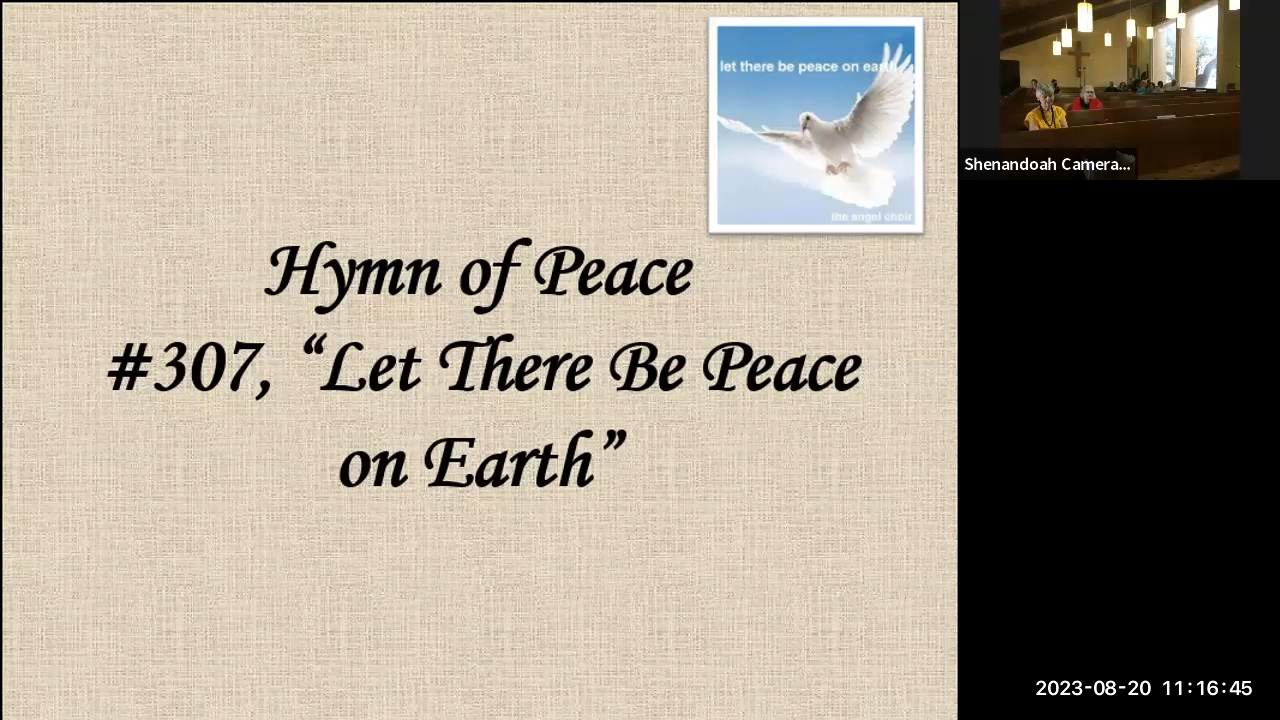 let there be peace on earth
the angel choir
Hymn of Peace
#307, “Let There Be Peace
on Earth”
Shenandoah Camera...
2023-08-20 11:16:45